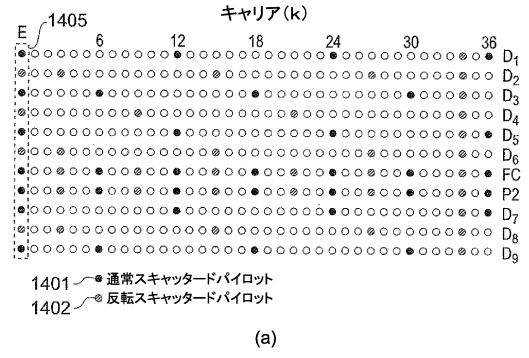 キャリア(k)
E 1405 6 12 18 24 30 36
D1
D2
D3
D4
D5
D6
FC
P2
D7
D8
D9
1401 通常スキャッタードパイロット
1402 反転スキャッタードパイロット
(a)